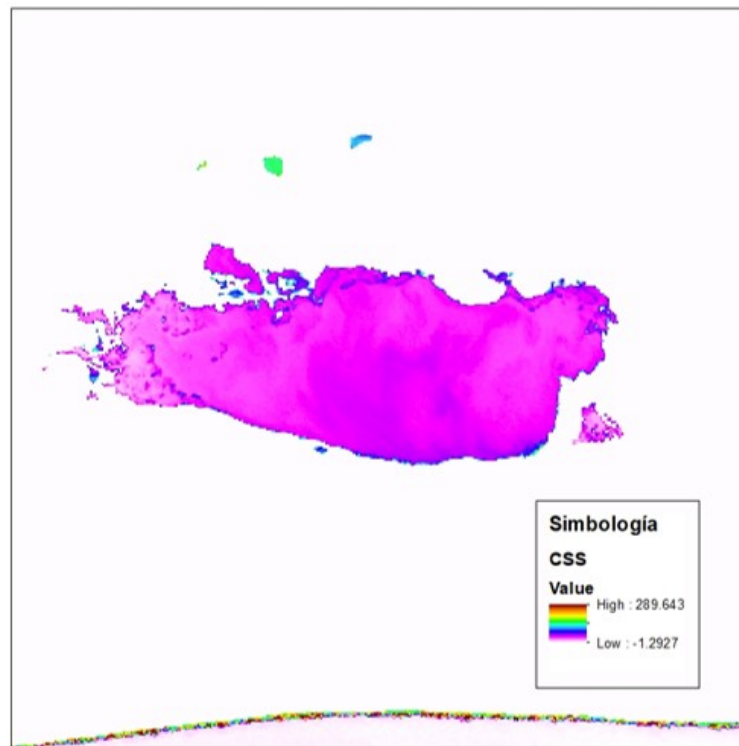 Simbología
CSS
Value
High : 289.643
Low : -1.2927